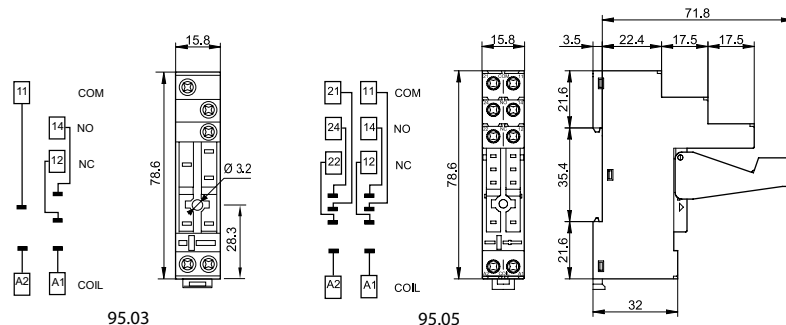 15.8
11 COM
14 NO
12 NC
78.6
Ø 3.2
28.3
A2 A1 COIL
95.03
15.8
21 11 COM
24 14 NO
22 12 NC
78.6
A2 A1 COIL
95.05
71.8
3.5 22.4 17.5 17.5
21.6
35.4
21.6
32